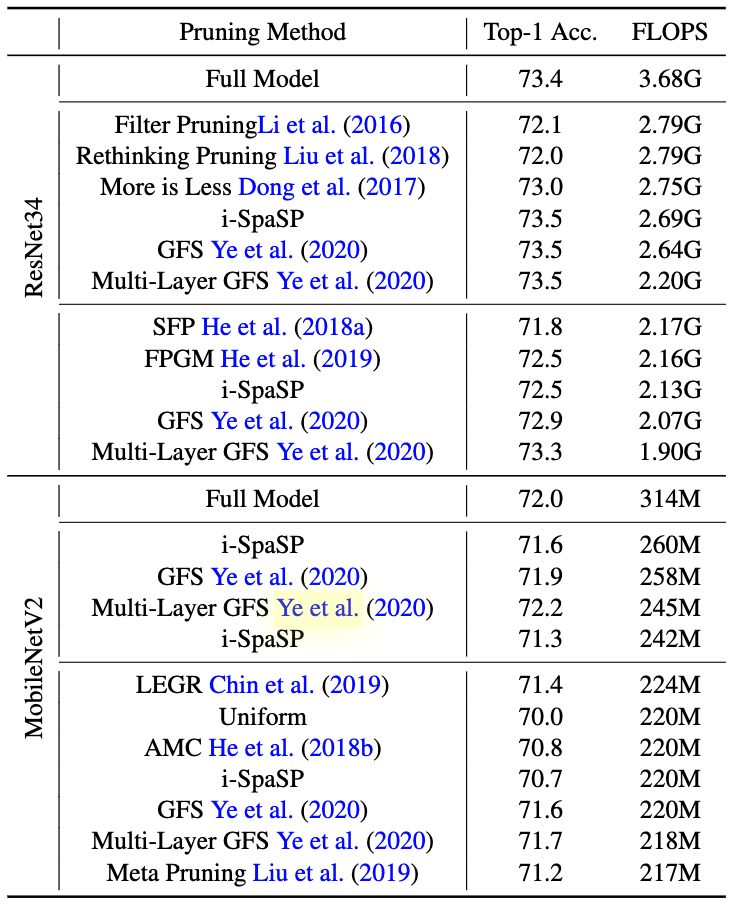 Pruning Method Top-1 Acc. FLOPS
Full Model 73.4 3.68G
Filter PruningLi et al. (2016) 72.1 2.79G
Rethinking Pruning Liu et al. (2018) 72.0 2.79G
More is Less Dong et al. (2017) 73.0 2.75G
i-SpaSP 73.5 2.69G
GFS Ye et al. (2020) 73.5 2.64G
Multi-Layer GFS Ye et al. (2020) 73.5 2.20G
ResNet34
SFP He et al. (2018a) 71.8 2.17G
FPGM He et al. (2019) 72.5 2.16G
i-SpaSP 72.5 2.13G
GFS Ye et al. (2020) 72.9 2.07G
Multi-Layer GFS Ye et al. (2020) 73.3 1.90G
Full Model 72.0 314M
i-SpaSP 71.6 260M
GFS Ye et al. (2020) 71.9 258M
Multi-Layer GFS Ye et al. (2020) 72.2 245M
i-SpaSP 71.3 242M
MobileNetV2
LEGR Chin et al. (2019) 71.4 224M
Uniform 70.0 220M
AMC He et al. (2018b) 70.8 220M
i-SpaSP 70.7 220M
GFS Ye et al. (2020) 71.6 220M
Multi-Layer GFS Ye et al. (2020) 71.7 218M
Meta Pruning Liu et al. (2019) 71.2 217M